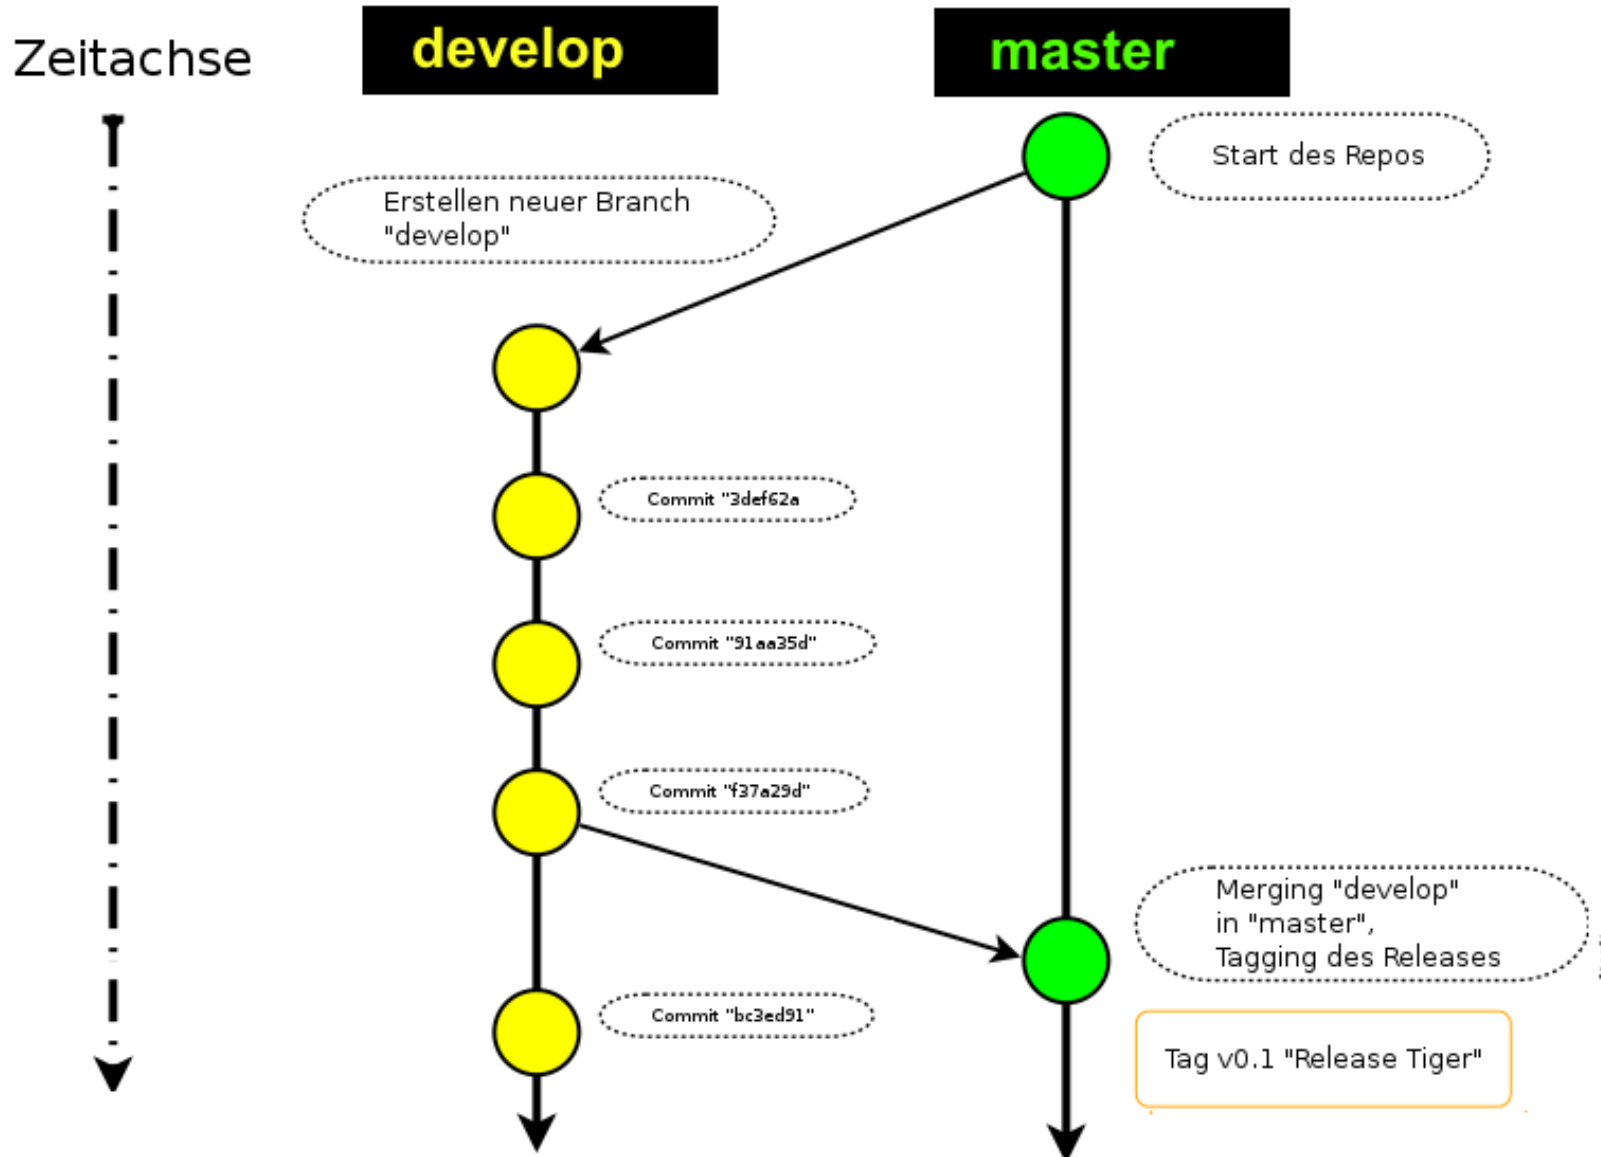 Zeitachse
develop
master
Start des Repos
Erstellen neuer Branch
"develop"
Commit "3def62a
Commit "91aa35d"
Commit "f37a29d"
Merging "develop"
in "master",
Tagging des Releases
Commit "bc3ed91"
Tag v0.1 "Release Tiger"